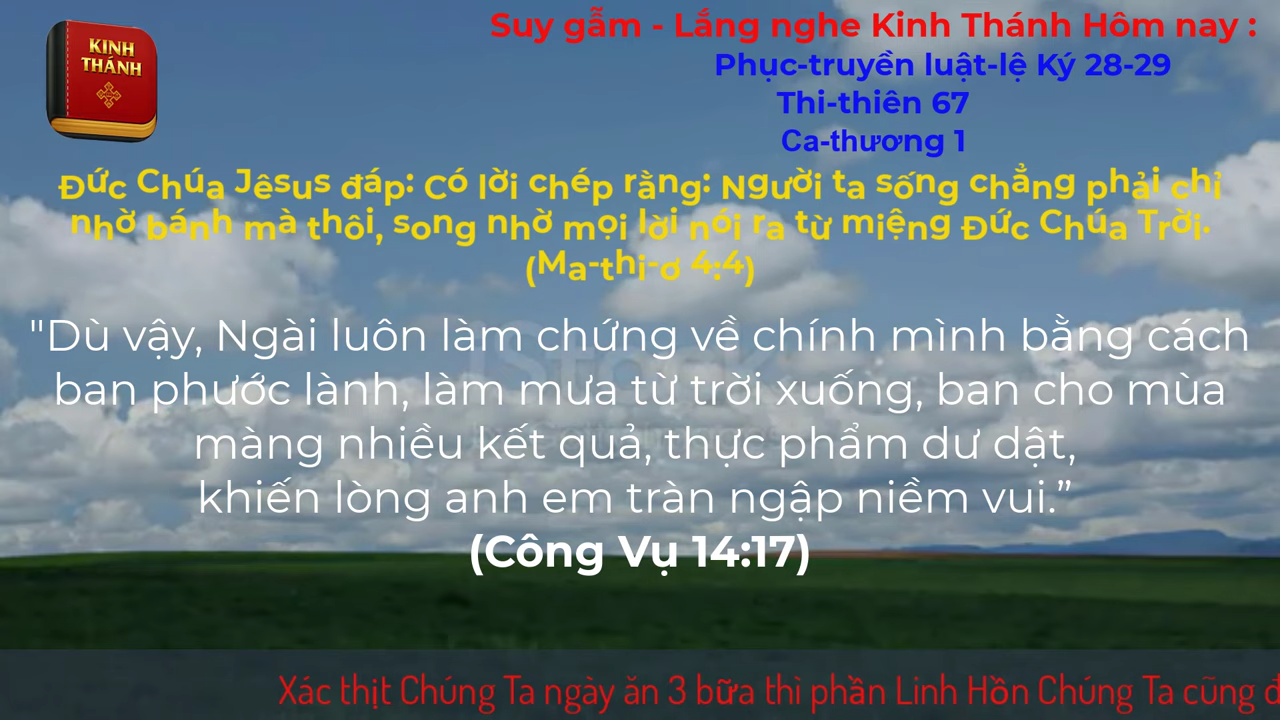 KINH
THÁNH
Suy gẫm - Lắng nghe Kinh Thánh Hôm nay :
Phục-truyền luật-lệ Ký 28-29
Thi-thiên 67
Ca-thương 1
Đức Chúa Jêsus đáp: Có lời chép rằng: Người ta sống chẳng phải chỉ
nhờ bánh mà thôi, song nhờ mọi lời nói ra từ miệng Đức Chúa Trời.
(Ma-thi-ơ 4:4)
"Dù vậy, Ngài luôn làm chứng về chính mình bằng cách
ban phước lành, làm mưa từ trời xuống, ban cho mùa
màng nhiều kết quả, thực phẩm dư dật,
khiến lòng anh em tràn ngập niềm vui.”
(Công Vụ 14:17)
Xác thịt Chúng Ta ngày ăn 3 bữa thì phần Linh Hồn Chúng Ta cũng